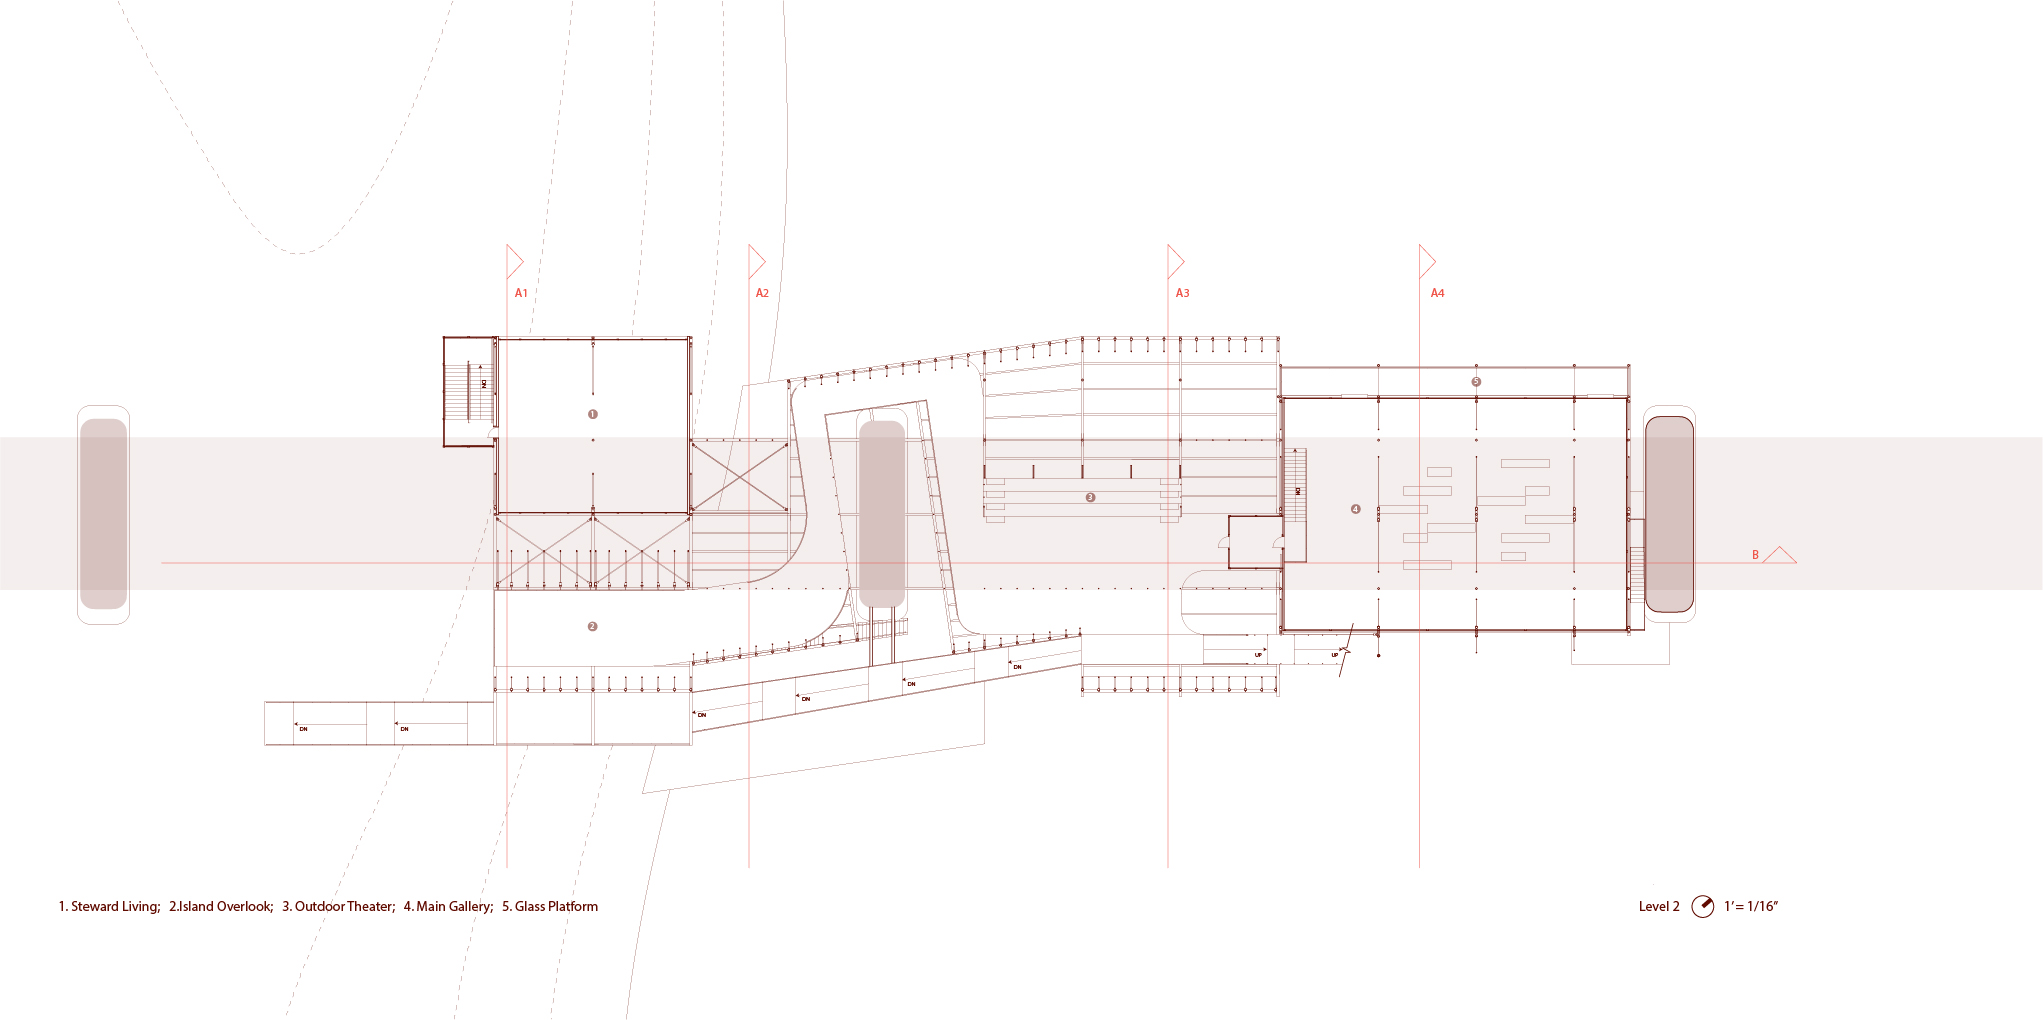 A1
A2
A3
A4
5
DN
1
DN
3
4
B
2
UP
UP
DN
DN
DN
DN
DN
DN
1. Steward Living; 2.Island Overlook; 3. Outdoor Theater; 4. Main Gallery; 5. Glass Platform
Level 2 1’= 1/16”